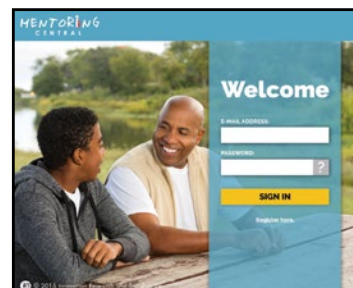 MENTORING
CENTRAL
Welcome
E-MAIL ADDRESS:
PASSWORD:
?
SIGN IN
Register here.
© 2015